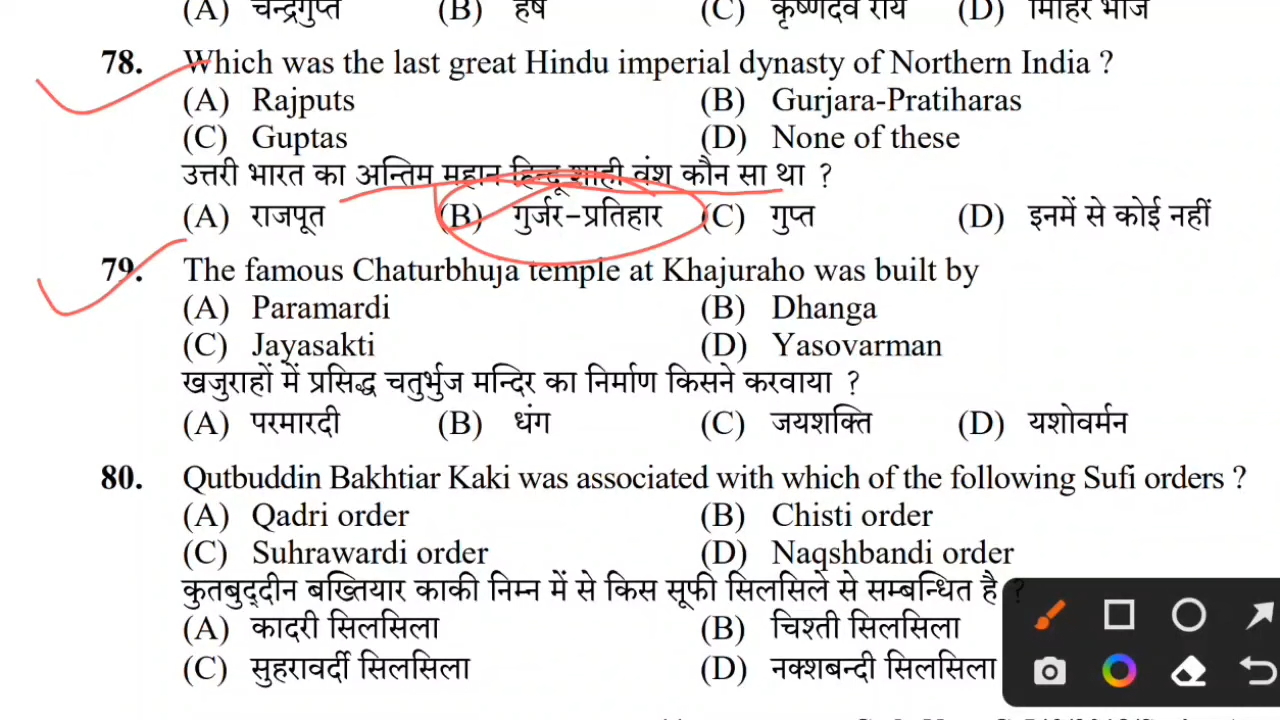 (A) चन्द्रगुप्त (B) हर्ष (C) कृष्णदेव राय (D) मिहिर भोज
78. Which was the last great Hindu imperial dynasty of Northern India ?
(A) Rajputs (B) Gurjara-Pratiharas
(C) Guptas (D) None of these
उत्तरी भारत का अन्तिम महान हिन्दू शाही वंश कौन सा था ?
(A) राजपूत (B) गुर्जर-प्रतिहार (C) गुप्त (D) इनमें से कोई नहीं
79. The famous Chaturbhuja temple at Khajuraho was built by
(A) Paramardi (B) Dhanga
(C) Jayasakti (D) Yasovarman
खजुराहों में प्रसिद्ध चतुर्भुज मन्दिर का निर्माण किसने करवाया ?
(A) परमारदी (B) धंग (C) जयशक्ति (D) यशोवर्मन
80. Qutbuddin Bakhtiar Kaki was associated with which of the following Sufi orders ?
(A) Qadri order (B) Chisti order
(C) Suhrawardi order (D) Naqshbandi order
कुतबुद्दीन बख्तियार काकी निम्न में से किस सूफी सिलसिले से सम्बन्धित है ?
(A) कादरी सिलसिला (B) चिश्ती सिलसिला
(C) सुहरावर्दी सिलसिला (D) नक्शबन्दी सिलसिला